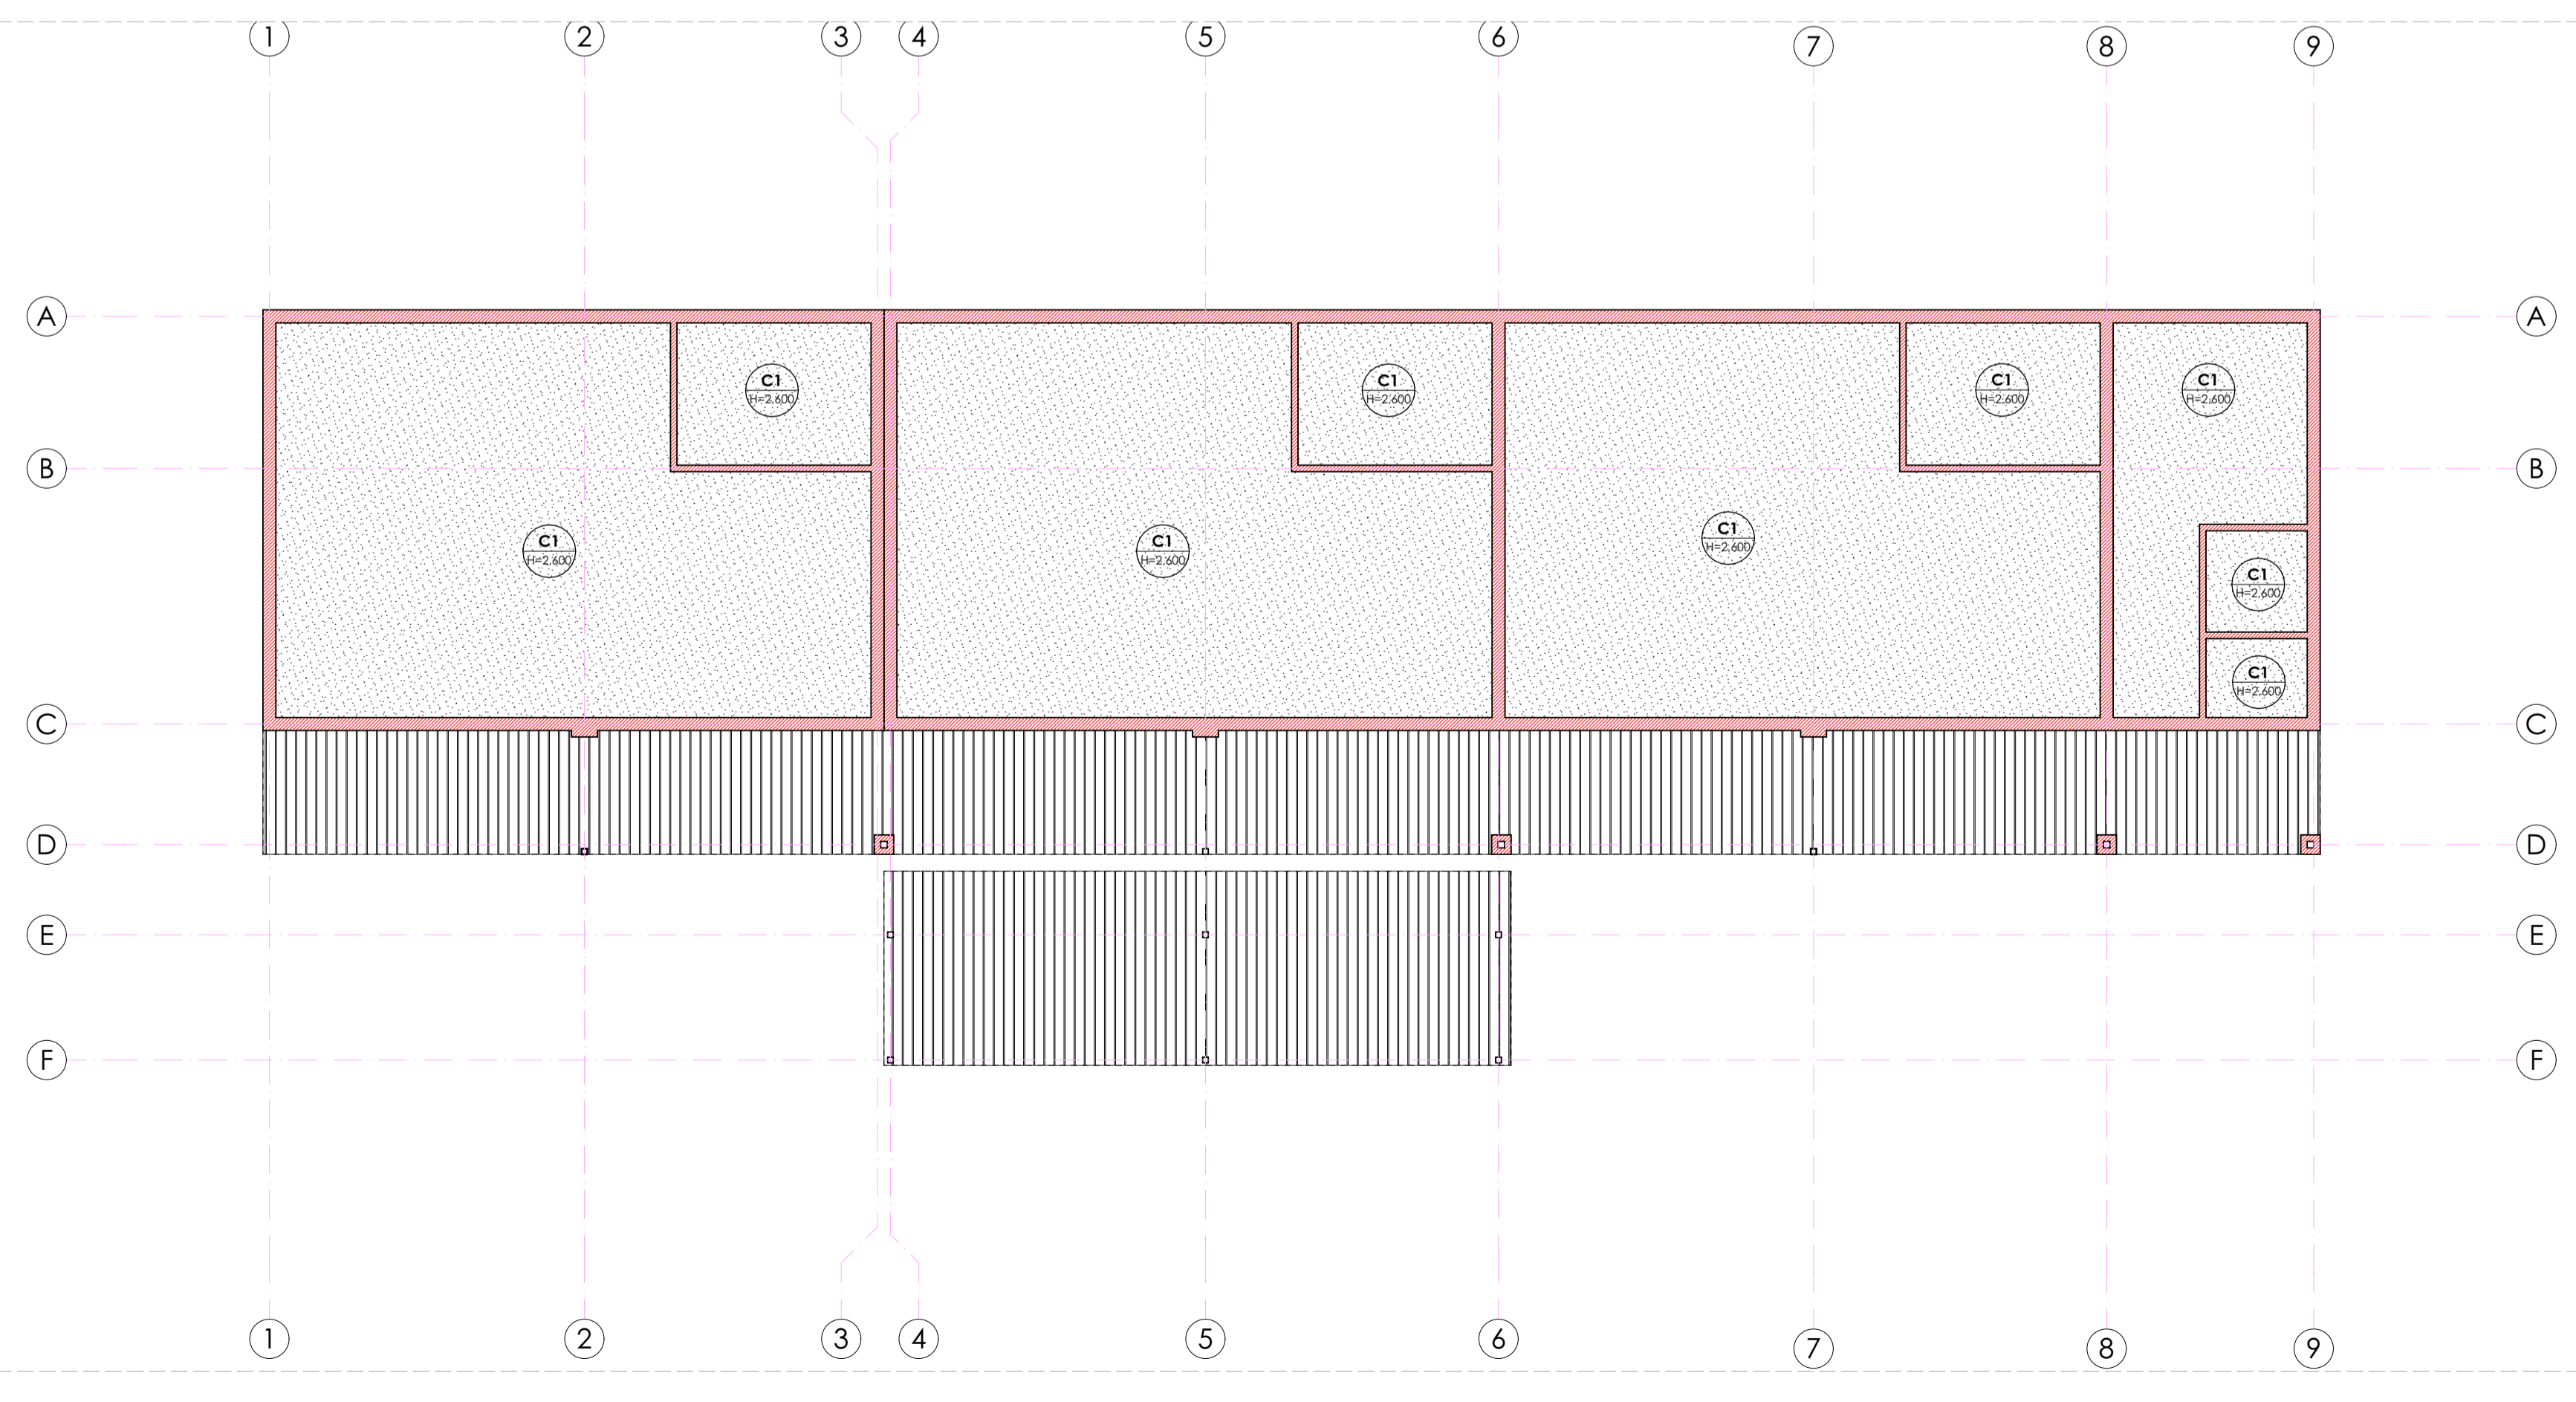 1 2 3 4 5 6 7 8 9
A A
C1 C1 C1 C1
H=2.600 H=2.600 H=2.600 H=2.600
B B
C1 C1 C1
H=2.600 H=2.600 H=2.600
C1
H=2.600
C1
H=2.600
C C
D D
E E
F F
1 2 3 4 5 6 7 8 9